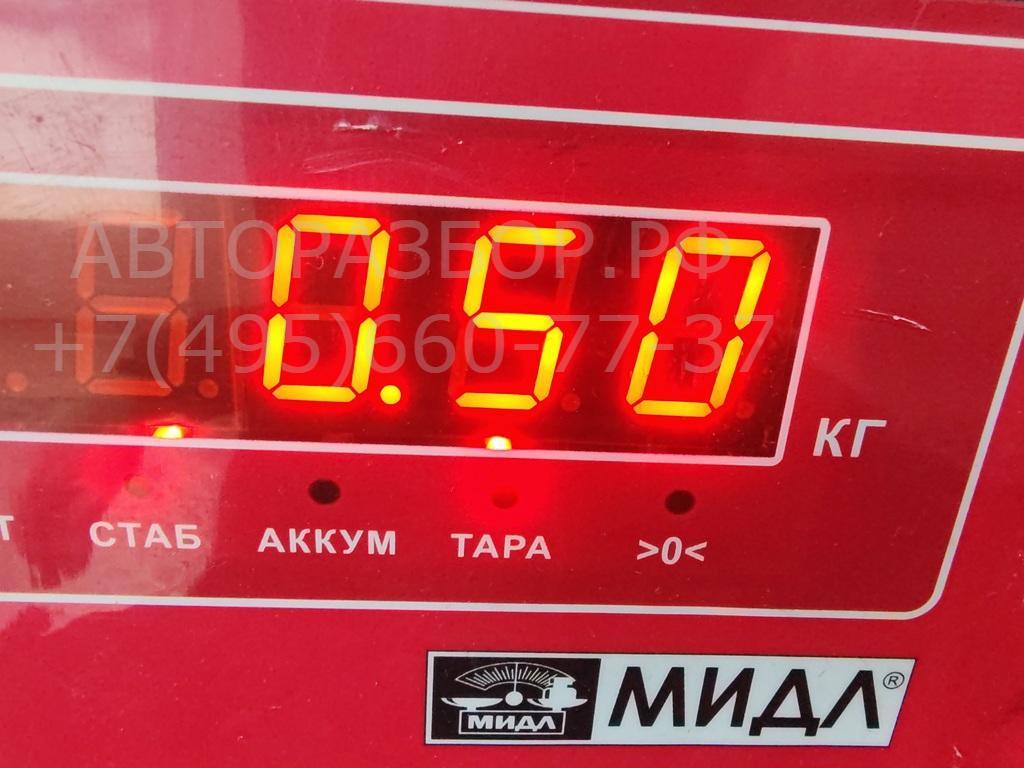 АВТОРАЗБОР.РФ
+7(495)660-77-37
0.50
КГ
Т СТАБ АККУМ ТАРА >0<
МИДЛ МИДЛ®